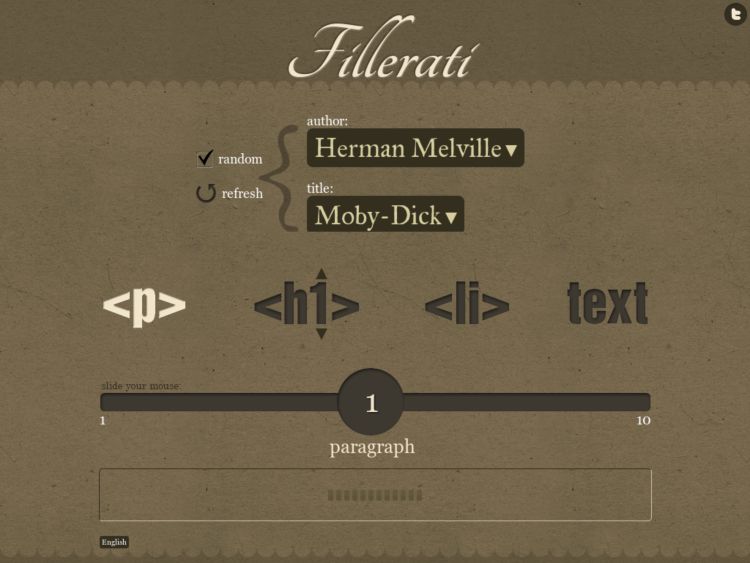 Fillerati
author:
random
Herman Melville
refresh
title:
Moby-Dick
<p> <h1> <li> text
slide your mouse:
1
1 10
paragraph
English